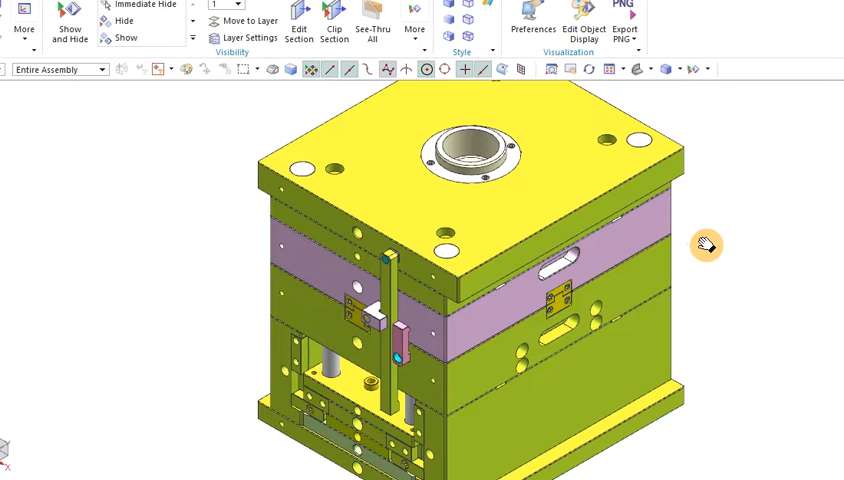 Immediate Hide
1
PNG
More
Show
and Hide
Hide
Show
Move to Layer
Layer Settings
Edit
Section
Clip
Section
See-Thru
All
More
Preferences
Edit Object
Display
Export
PNG
Visibility
Style
Visualization
Entire Assembly
X